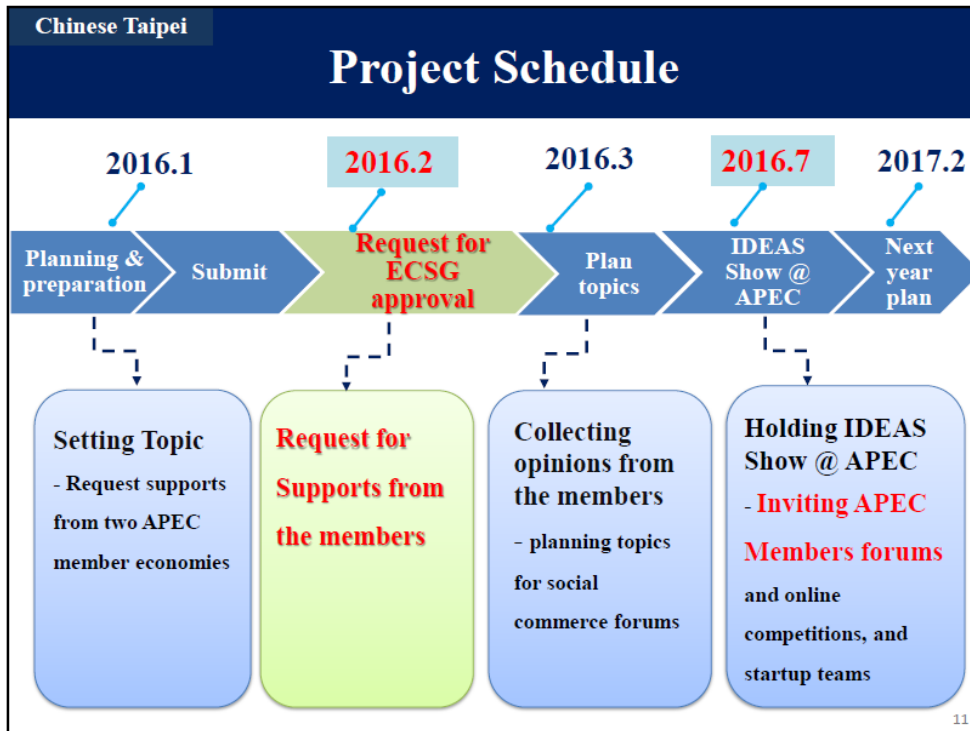 Chinese Taipei
Project Schedule
2016.1
2016.2
2016.3
2016.7
2017.2
Planning &
preparation
Submit
Request for
ECSG
approval
Plan
topics
IDEAS
Show @
APEC
Next
year
plan
Setting Topic
- Request supports
from two APEC
member economies
Request for
Supports from
the members
Collecting
opinions from
the members
- planning topics
for social
commerce forums
Holding IDEAS
Show @ APEC
- Inviting APEC
Members forums
and online
competitions, and
startup teams
11